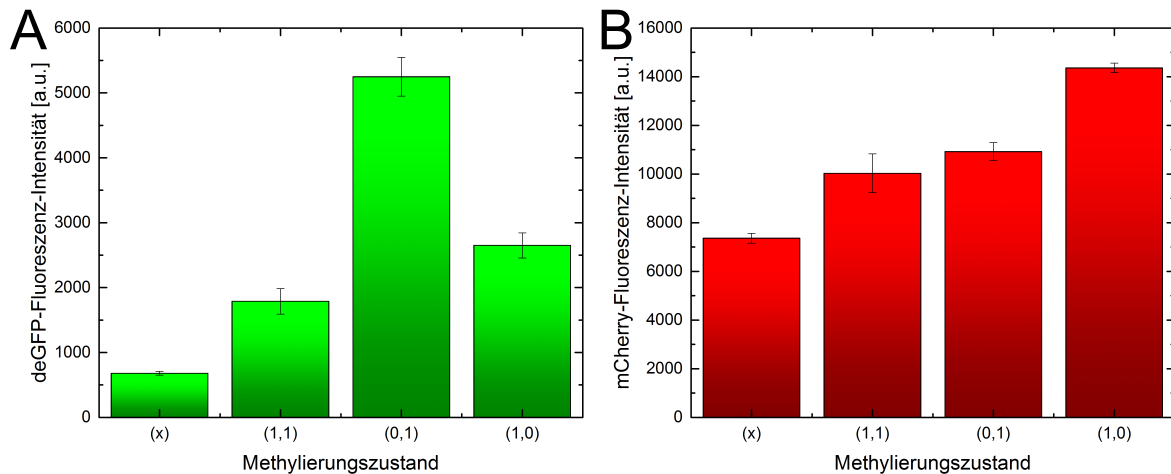 A
deGFP-Fluoreszenz-Intensität [a.u.]
6000
5000
4000
3000
2000
1000
0
(x) (1,1) (0,1) (1,0)
Methylierungszustand
B
mCherry-Fluoreszenz-Intensität [a.u.]
16000
14000
12000
10000
8000
6000
4000
2000
0
(x) (1,1) (0,1) (1,0)
Methylierungszustand